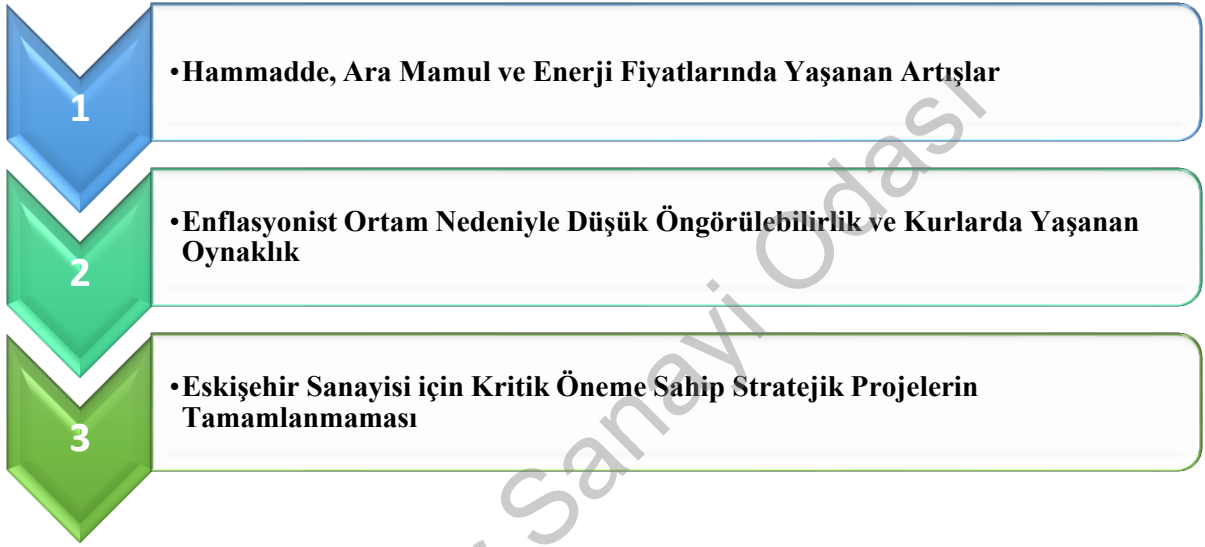 1
•Hammadde, Ara Mamul ve Enerji Fiyatlarında Yaşanan Artışlar
2
•Enflasyonist Ortam Nedeniyle Düşük Öngörülebilirlik ve Kurlarda Yaşanan
Oynaklık
3
•Eskişehir Sanayisi için Kritik Öneme Sahip Stratejik Projelerin
Tamamlanmaması
Sanayi Odası